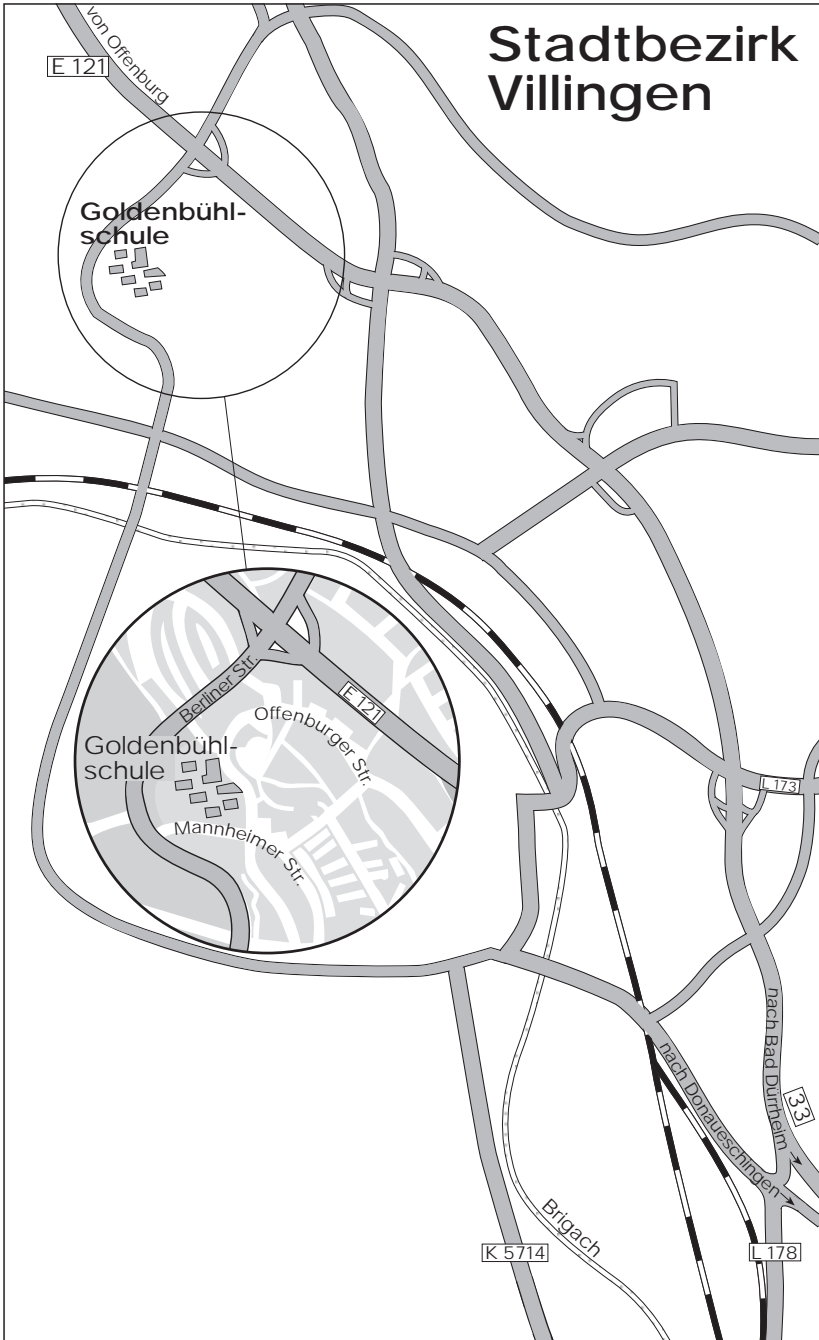 Stadtbezirk
Villingen
von Offenburg
E 121
Goldenbühl-
schule
Berliner Str.
E 121
Offenburger Str.
Goldenbühl-
schule
Mannheimer Str.
L 173
nach Bad Dürrheim
33
nach Donaueschingen
Brigach
K 5714
L 178